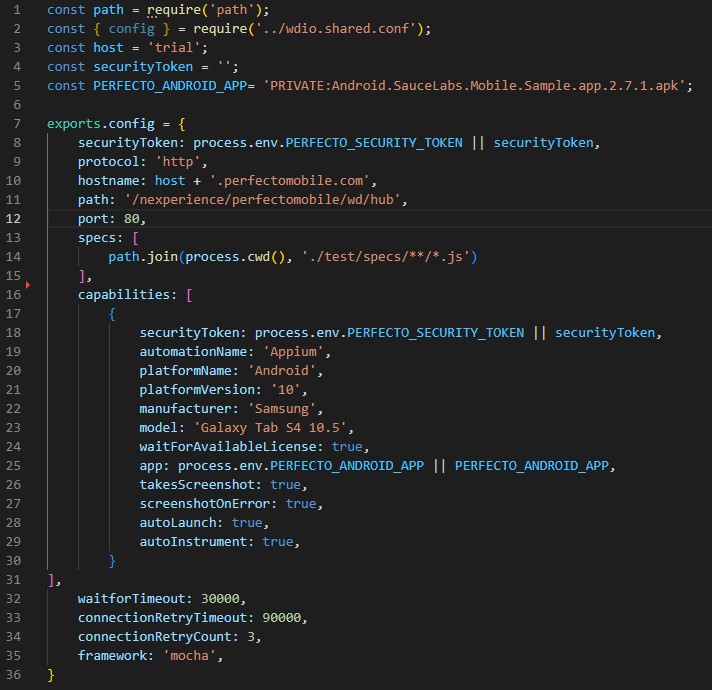 1 const path = require('path');
2 const { config } = require('../wdio.shared.conf');
3 const host = 'trial';
4 const securityToken = '';
5 const PERFECTO_ANDROID_APP= 'PRIVATE:Android.SauceLabs.Mobile.Sample.app.2.7.1.apk';
6
7 exports.config = {
8     securityToken: process.env.PERFECTO_SECURITY_TOKEN || securityToken,
9     protocol: 'http',
10     hostname: host + '.perfectomobile.com',
11     path: '/nexperience/perfectomobile/wd/hub',
12     port: 80,
13     specs: [
14         path.join(process.cwd(), './test/specs/**/*.js')
15     ],
16     capabilities: [
17         {
18             securityToken: process.env.PERFECTO_SECURITY_TOKEN || securityToken,
19             automationName: 'Appium',
20             platformName: 'Android',
21             platformVersion: '10',
22             manufacturer: 'Samsung',
23             model: 'Galaxy Tab S4 10.5',
24             waitForAvailableLicense: true,
25             app: process.env.PERFECTO_ANDROID_APP || PERFECTO_ANDROID_APP,
26             takesScreenshot: true,
27             screenshotOnError: true,
28             autoLaunch: true,
29             autoInstrument: true,
30         }
31 ],
32     waitforTimeout: 30000,
33     connectionRetryTimeout: 90000,
34     connectionRetryCount: 3,
35     framework: 'mocha',
36 }